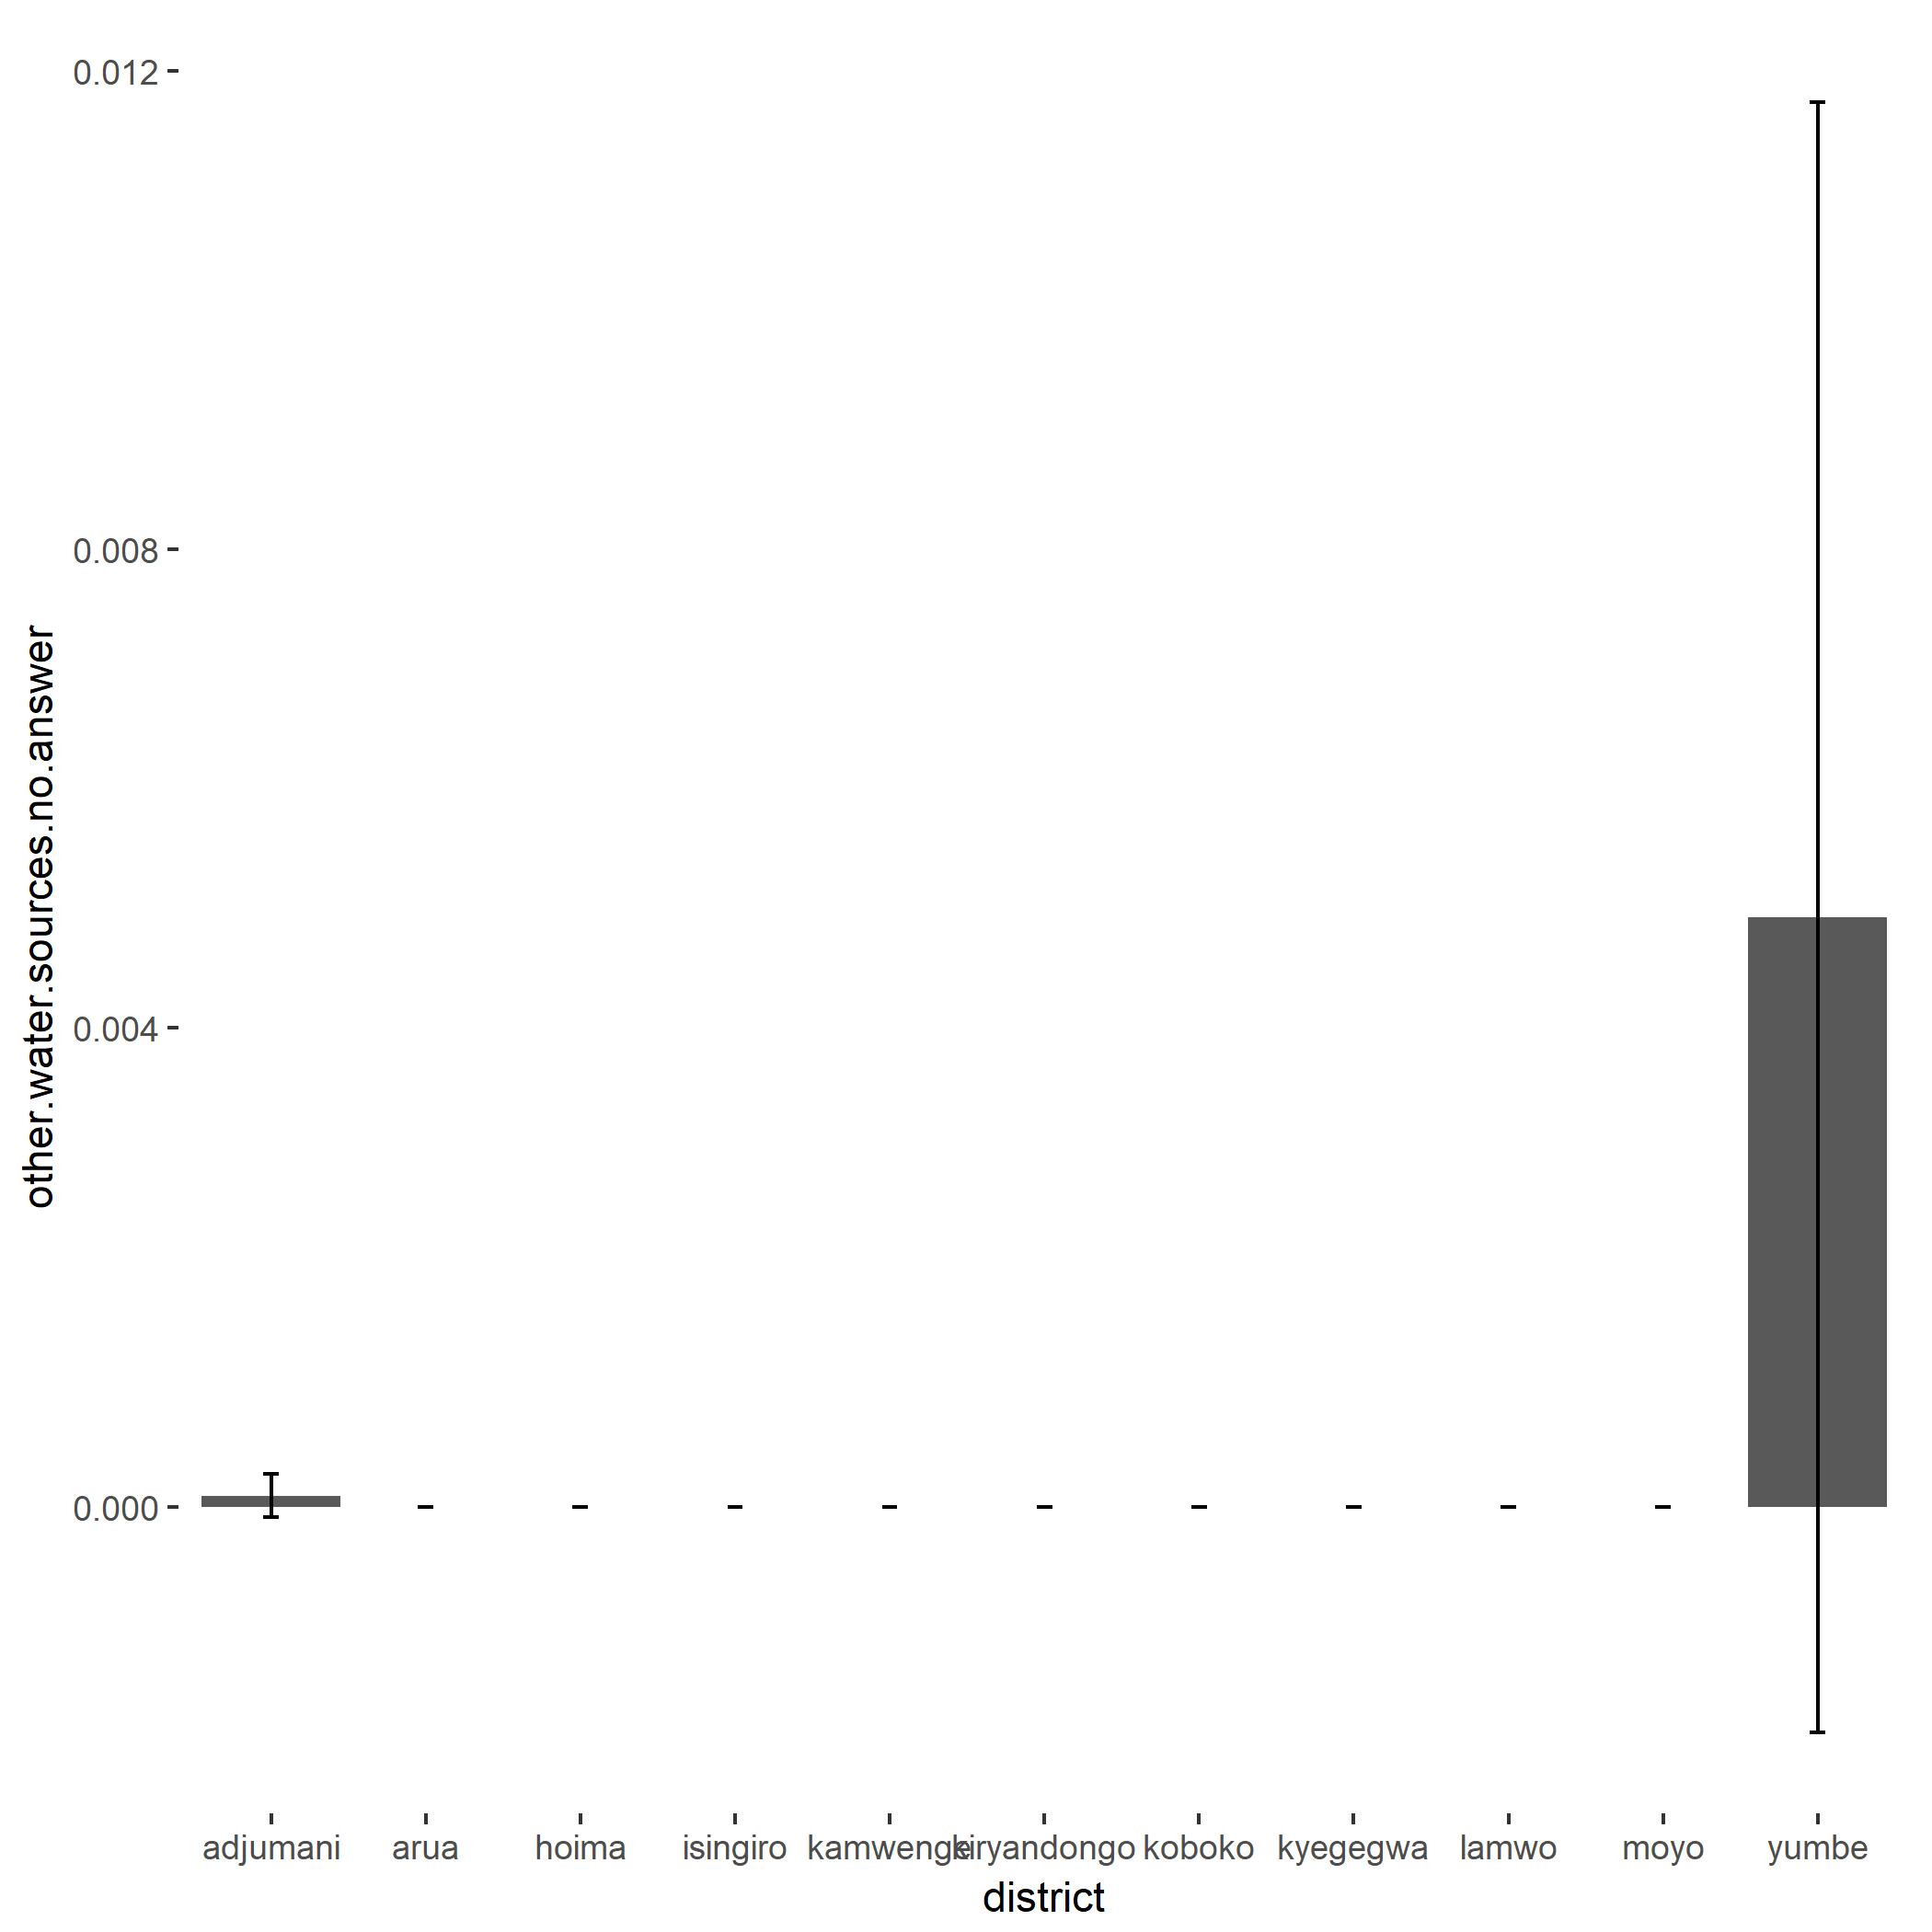 0.012
0.008
0.004
0.000
other.water.sources.no.answer
adjumani arua hoima isingiro kamwenge kiryandongo koboko kyegegwa lamwo moyo yumbe
district